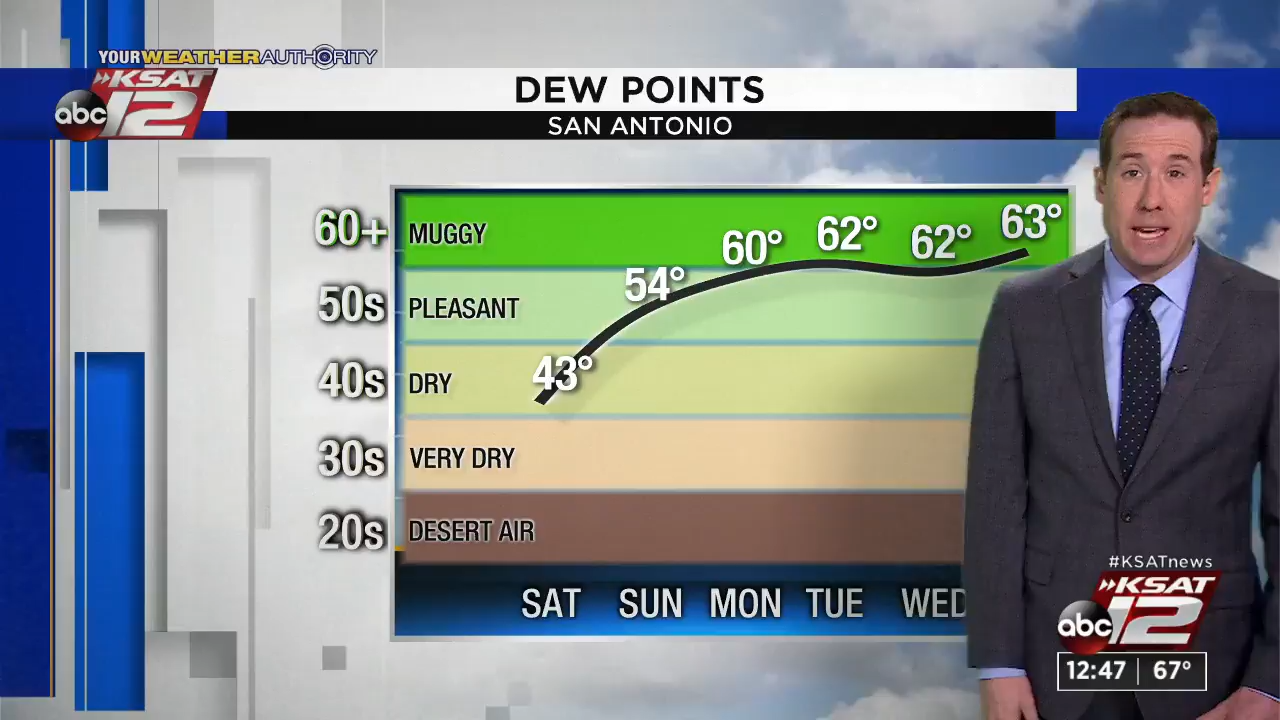 YOURWEATHERAUTHORITY
KSAT
abc 12
DEW POINTS
SAN ANTONIO
60+ MUGGY
50s PLEASANT
40s DRY
30s VERY DRY
20s DESERT AIR
43° 54° 60° 62° 62° 63°
SAT SUN MON TUE WED
#KSATnews
KSAT
abc 12
12:47 67°